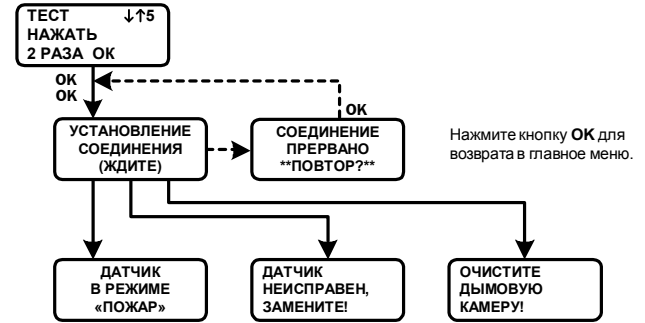 ТЕСТ ↓↑5
НАЖАТЬ
2 РАЗА ОК
ОК
ОК
ОК
УСТАНОВЛЕНИЕ
СОЕДИНЕНИЯ
(ЖДИТЕ)
СОЕДИНЕНИЕ
ПРЕРВАНО
**ПОВТОР?**
Нажмите кнопку ОК для
возврата в главное меню.
ДАТЧИК
В РЕЖИМЕ
«ПОЖАР»
ДАТЧИК
НЕИСПРАВЕН,
ЗАМЕНИТЕ!
ОЧИСТИТЕ
ДЫМОВУЮ
КАМЕРУ!